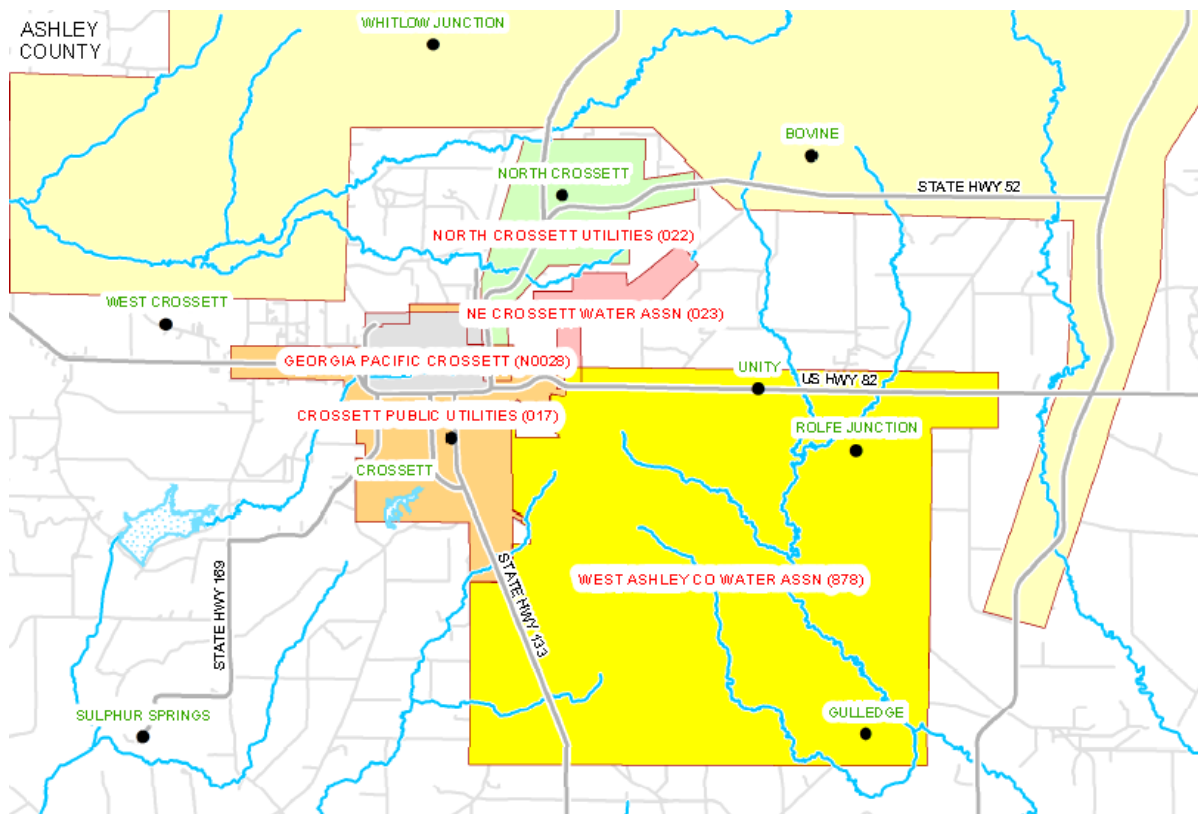 ASHLEY
COUNTY
WHITLOW JUNCTION
BOVINE
NORTH CROSSETT
STATE HWY 52
NORTH CROSSETT UTILITIES (022)
WEST CROSSETT
NE CROSSETT WATER ASSN (023)
GEORGIA PACIFIC CROSSETT (N0028)
UNITY
US HWY 82
CROSSETT PUBLIC UTILITIES (017)
ROLFE JUNCTION
CROSSETT
STATE HWY 169
STATE HWY 133
WEST ASHLEY CO WATER ASSN (878)
SULPHUR SPRINGS
GULLEDGE